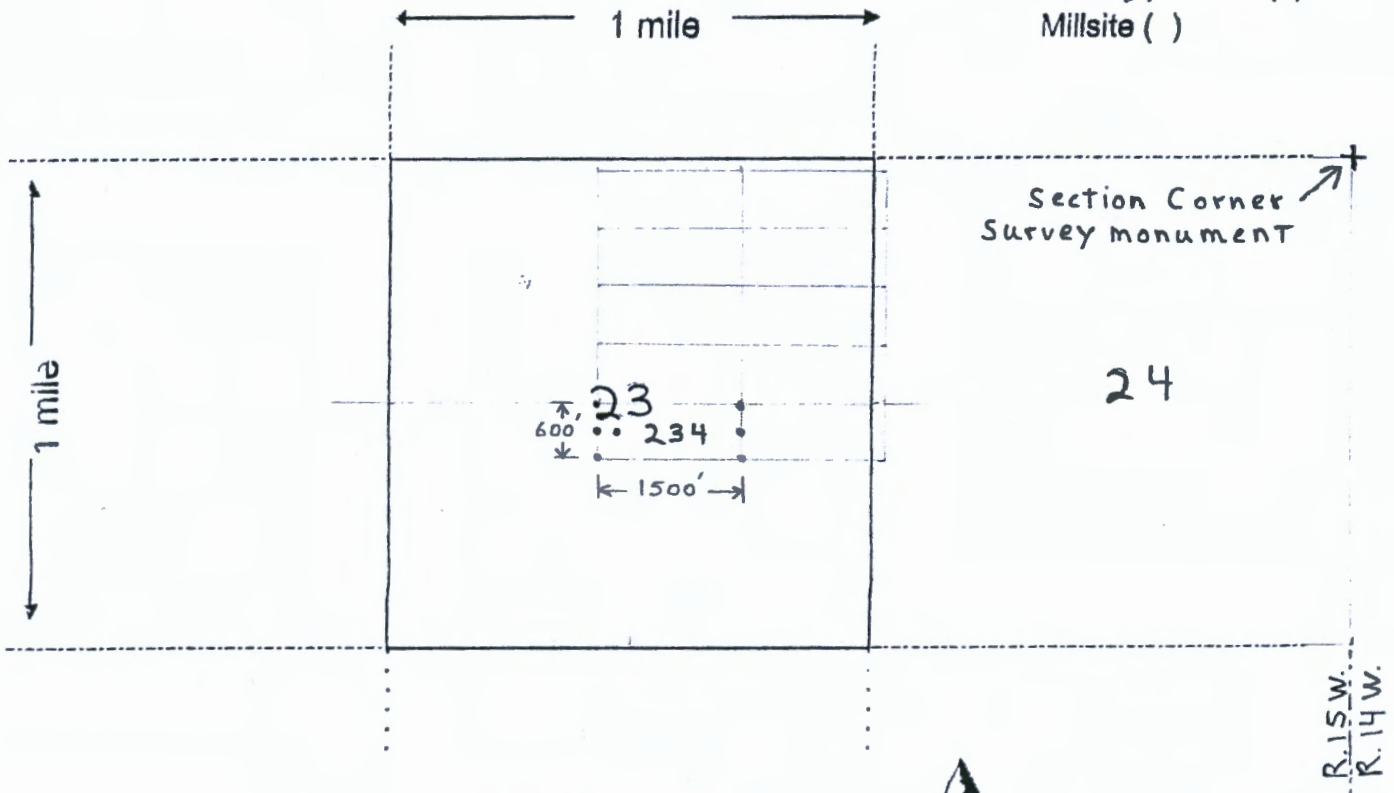 1 mile
Millsite ( )
Section Corner
Survey monument
1 mile
24
23
600'
234
1500'
R. 15 W.
R. 14 W.